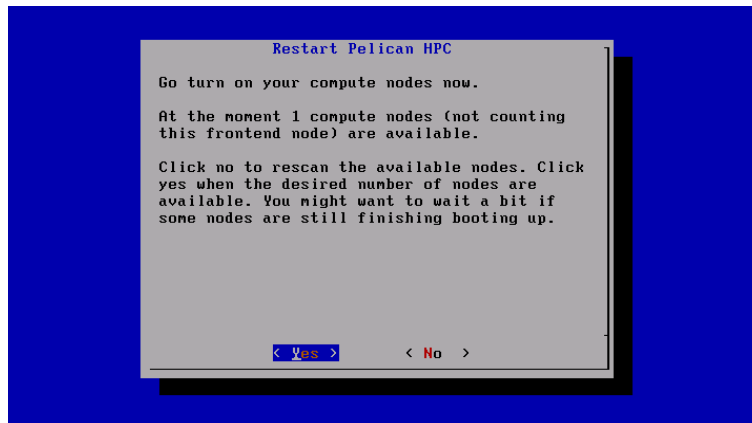 Restart Pelican HPC
Go turn on your compute nodes now.
At the moment 1 compute nodes (not counting
this frontend node) are available.
Click no to rescan the available nodes. Click
yes when the desired number of nodes are
available. You might want to wait a bit if
some nodes are still finishing booting up.
< Yes > < No >